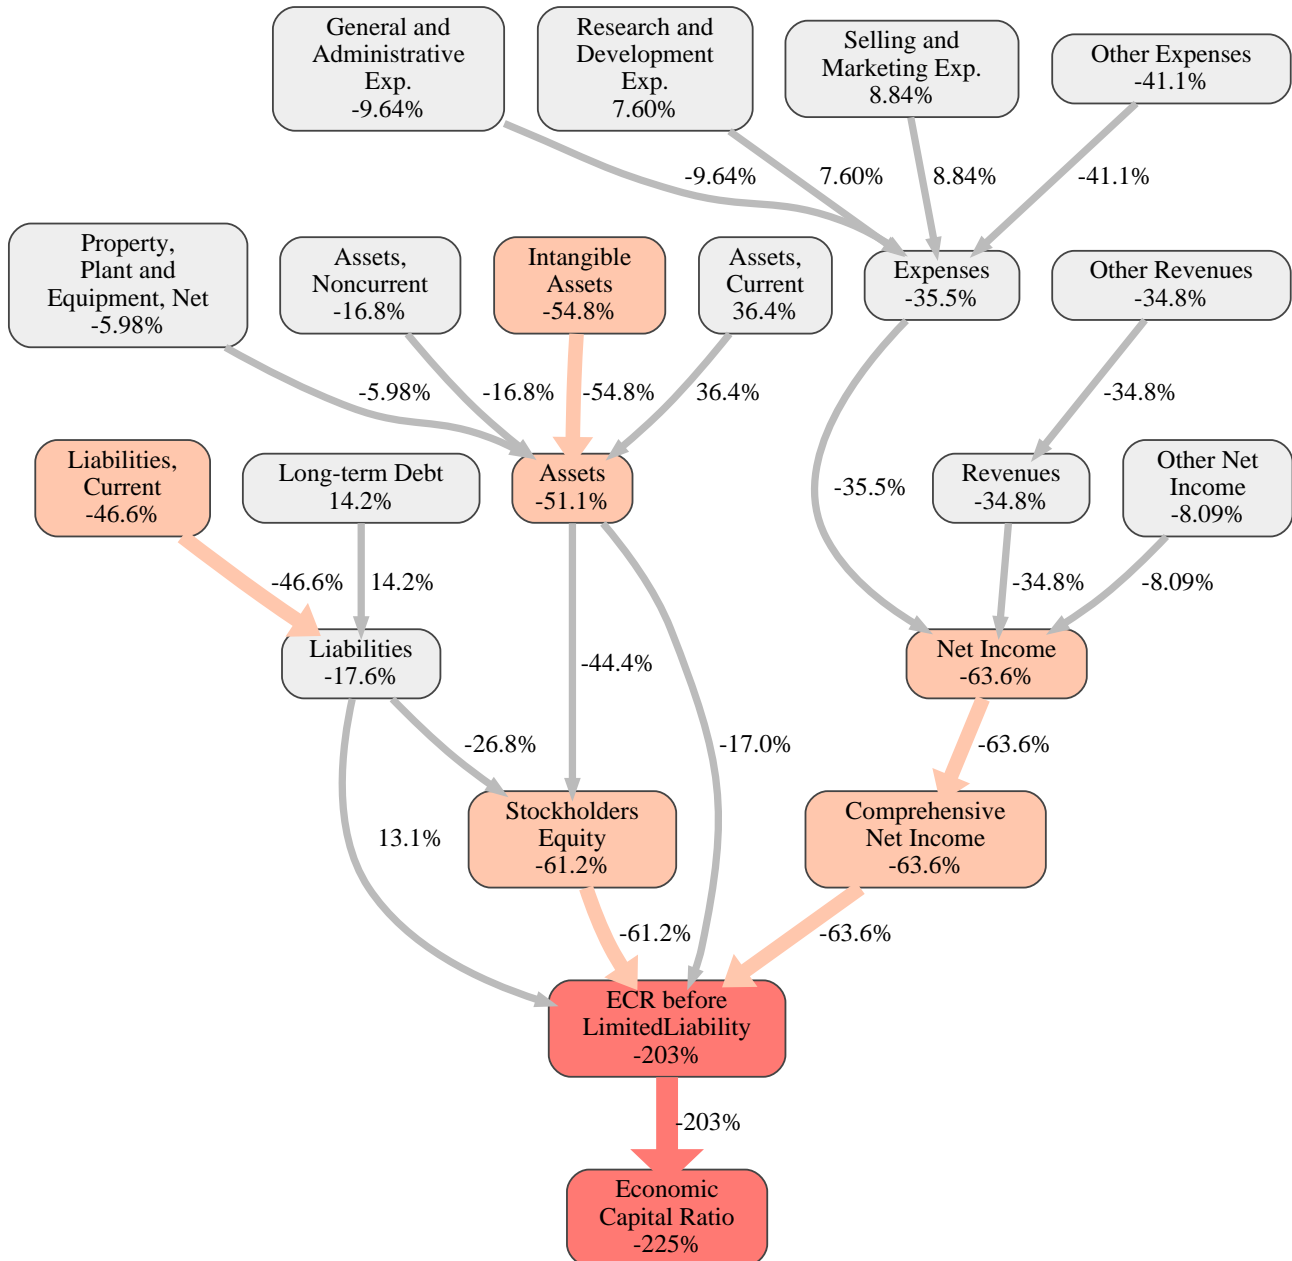 General and
Administrative
Exp.
-9.64%
Research and
Development
Exp.
7.60%
Selling and
Marketing Exp.
8.84%
Other Expenses
-41.1%
-9.64%
7.60%
8.84%
-41.1%
Property,
Plant and
Equipment, Net
-5.98%
Assets,
Noncurrent
-16.8%
Intangible
Assets
-54.8%
Assets,
Current
36.4%
Expenses
-35.5%
Other Revenues
-34.8%
-5.98%
-16.8%
-54.8%
36.4%
-34.8%
Liabilities,
Current
-46.6%
Long-term Debt
14.2%
Assets
-51.1%
-35.5%
Revenues
-34.8%
Other Net
Income
-8.09%
-46.6%
14.2%
-34.8%
-8.09%
Liabilities
-17.6%
-44.4%
Net Income
-63.6%
-26.8%
-17.0%
-63.6%
13.1%
Stockholders
Equity
-61.2%
Comprehensive
Net Income
-63.6%
-61.2%
-63.6%
ECR before
LimitedLiability
-203%
-203%
Economic
Capital Ratio
-225%